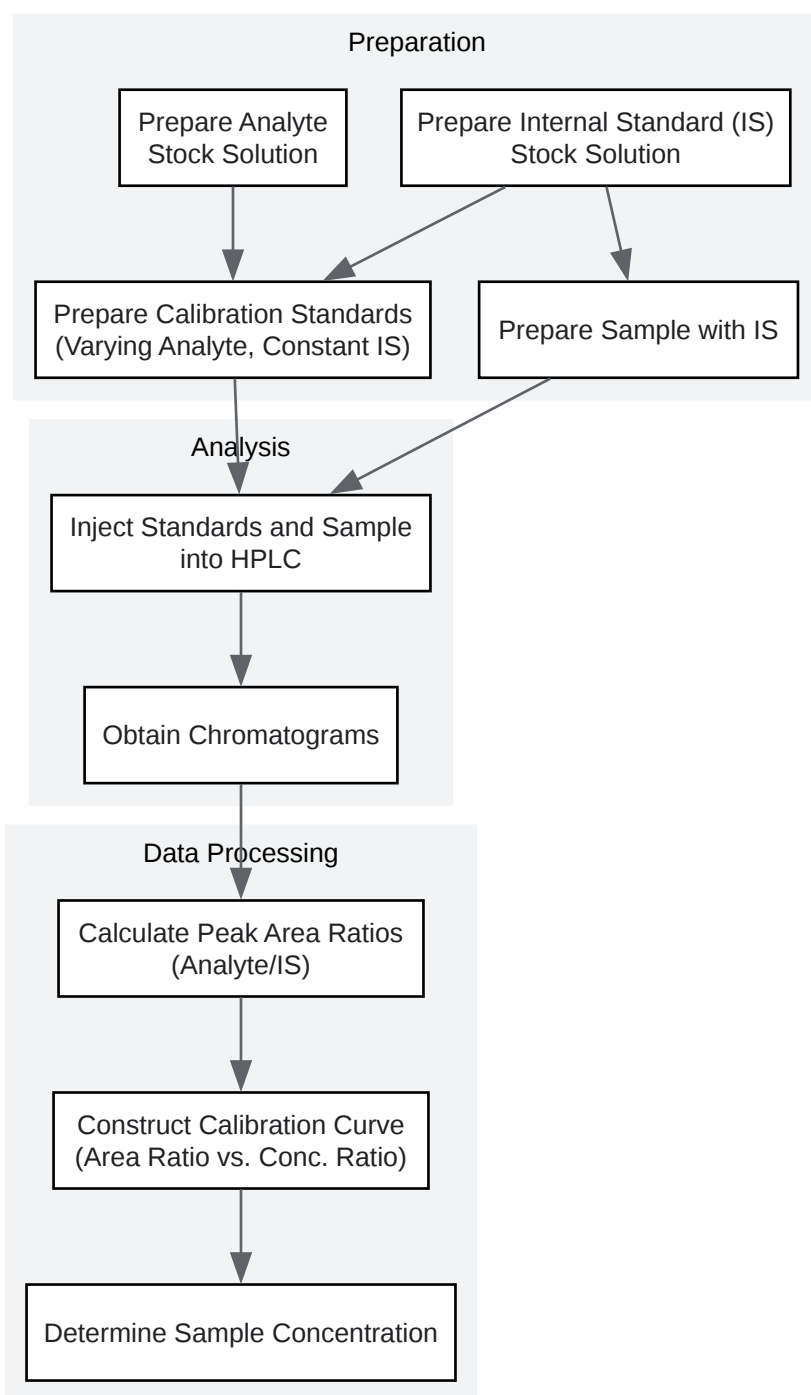 Preparation
Prepare Analyte
Stock Solution
Prepare Internal Standard (IS)
Stock Solution
Prepare Calibration Standards
(Varying Analyte, Constant IS)
Prepare Sample with IS
Analysis
Inject Standards and Sample
into HPLC
Obtain Chromatograms
Data Processing
Calculate Peak Area Ratios
(Analyte/IS)
Construct Calibration Curve
(Area Ratio vs. Conc. Ratio)
Determine Sample Concentration